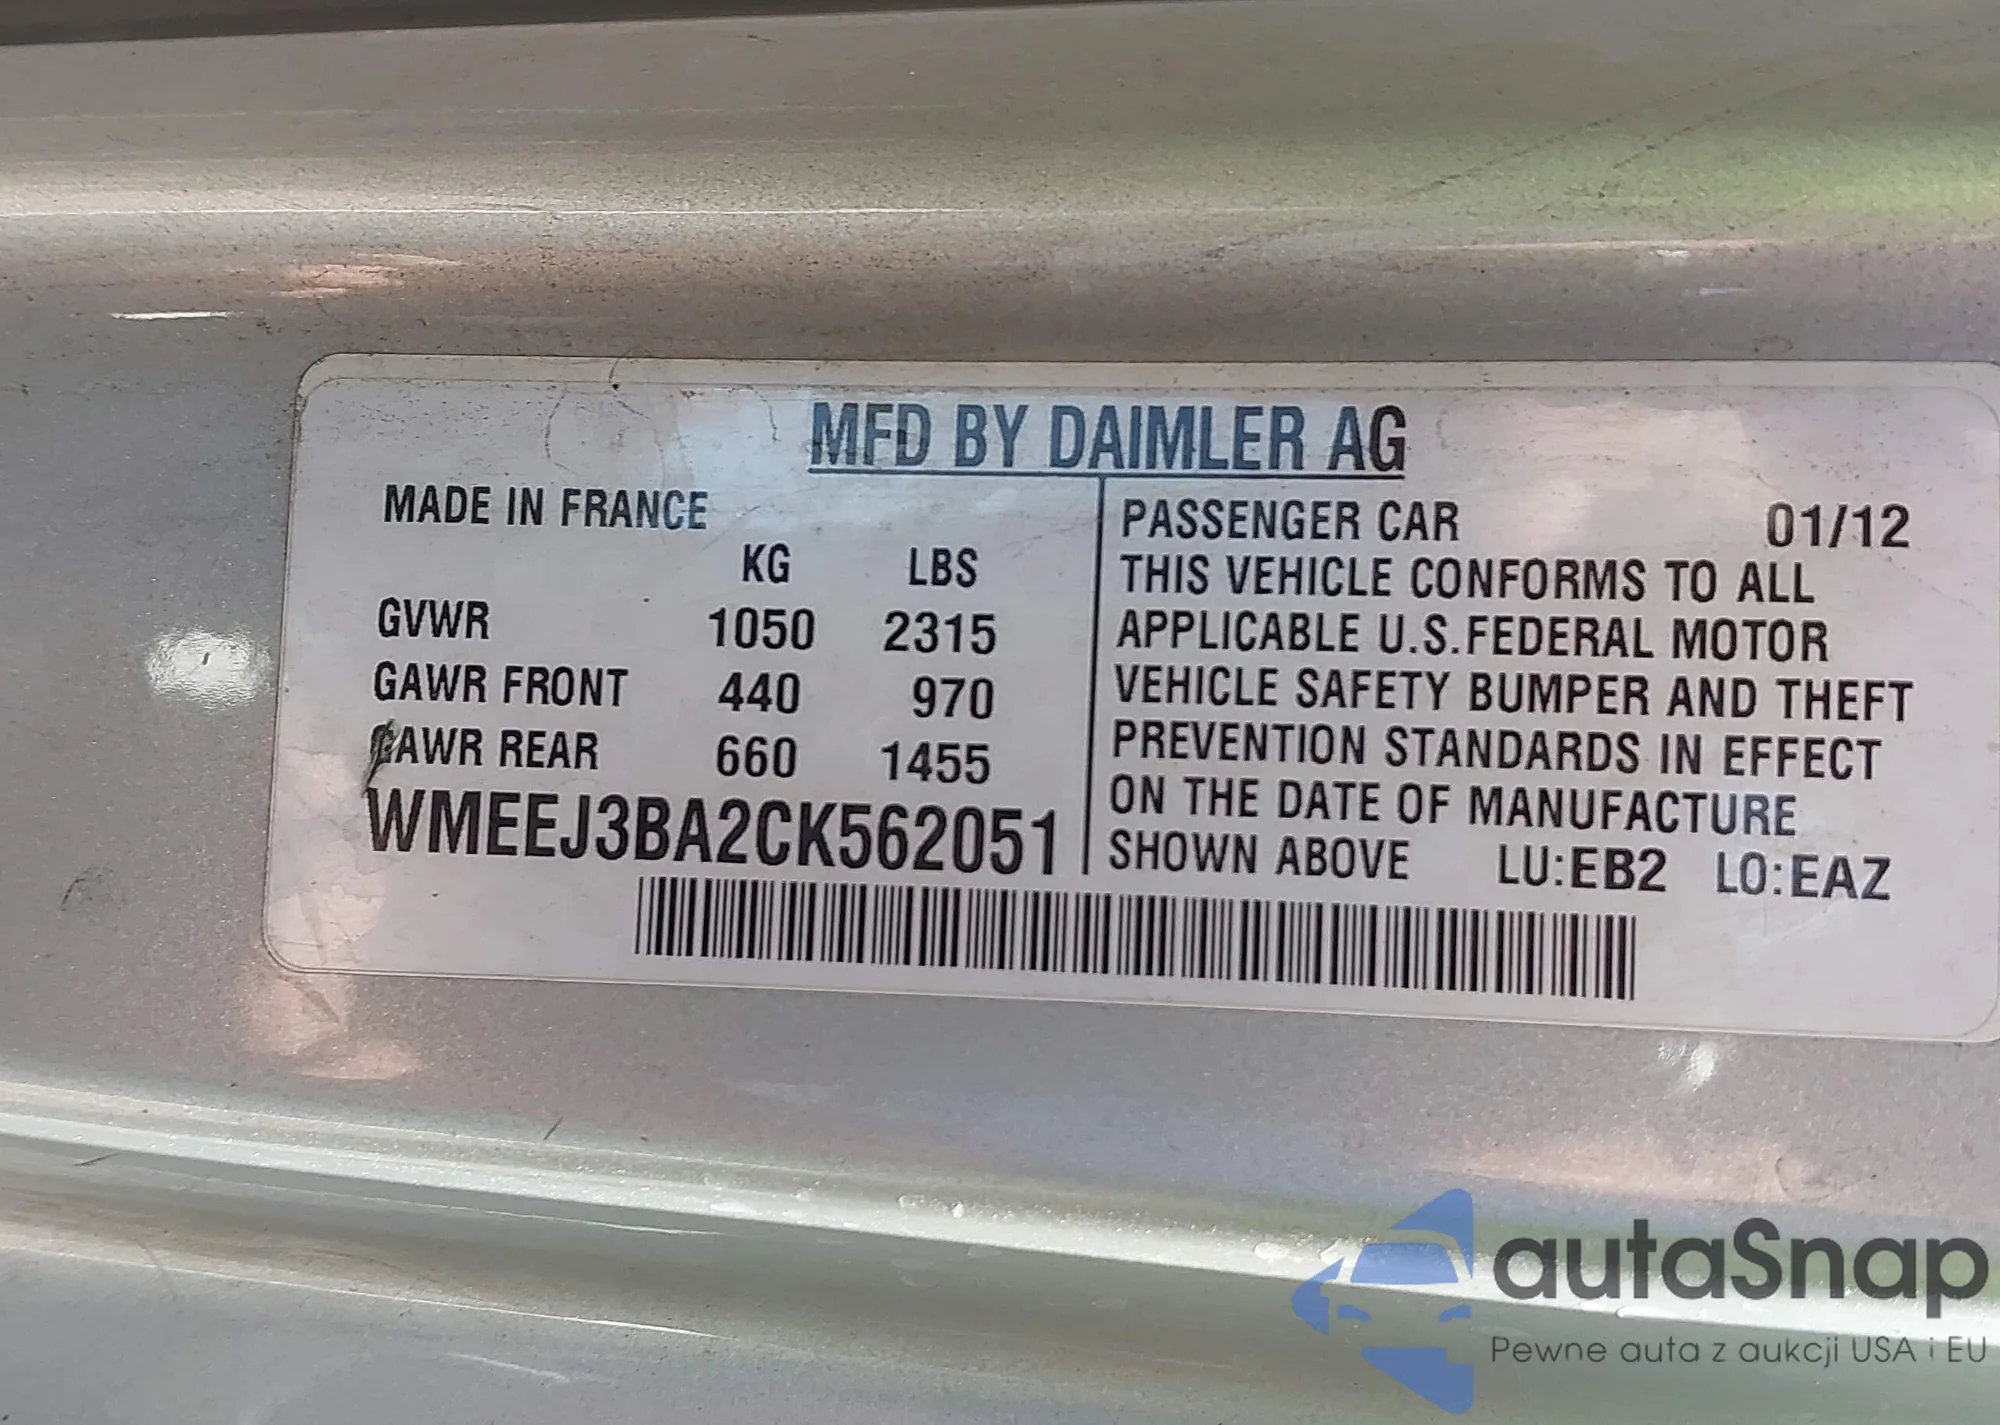 MFD BY DAIMLER AG
MADE IN FRANCE
KG LBS
GVWR 1050 2315
GAWR FRONT 440 970
GAWR REAR 660 1455
WMEEJ3BA2CK562051
PASSENGER CAR 01/12
THIS VEHICLE CONFORMS TO ALL
APPLICABLE U.S.FEDERAL MOTOR
VEHICLE SAFETY BUMPER AND THEFT
PREVENTION STANDARDS IN EFFECT
ON THE DATE OF MANUFACTURE
SHOWN ABOVE LU:EB2 LO:EAZ
autaSnap
Pewne auta z aukcji USA i EU